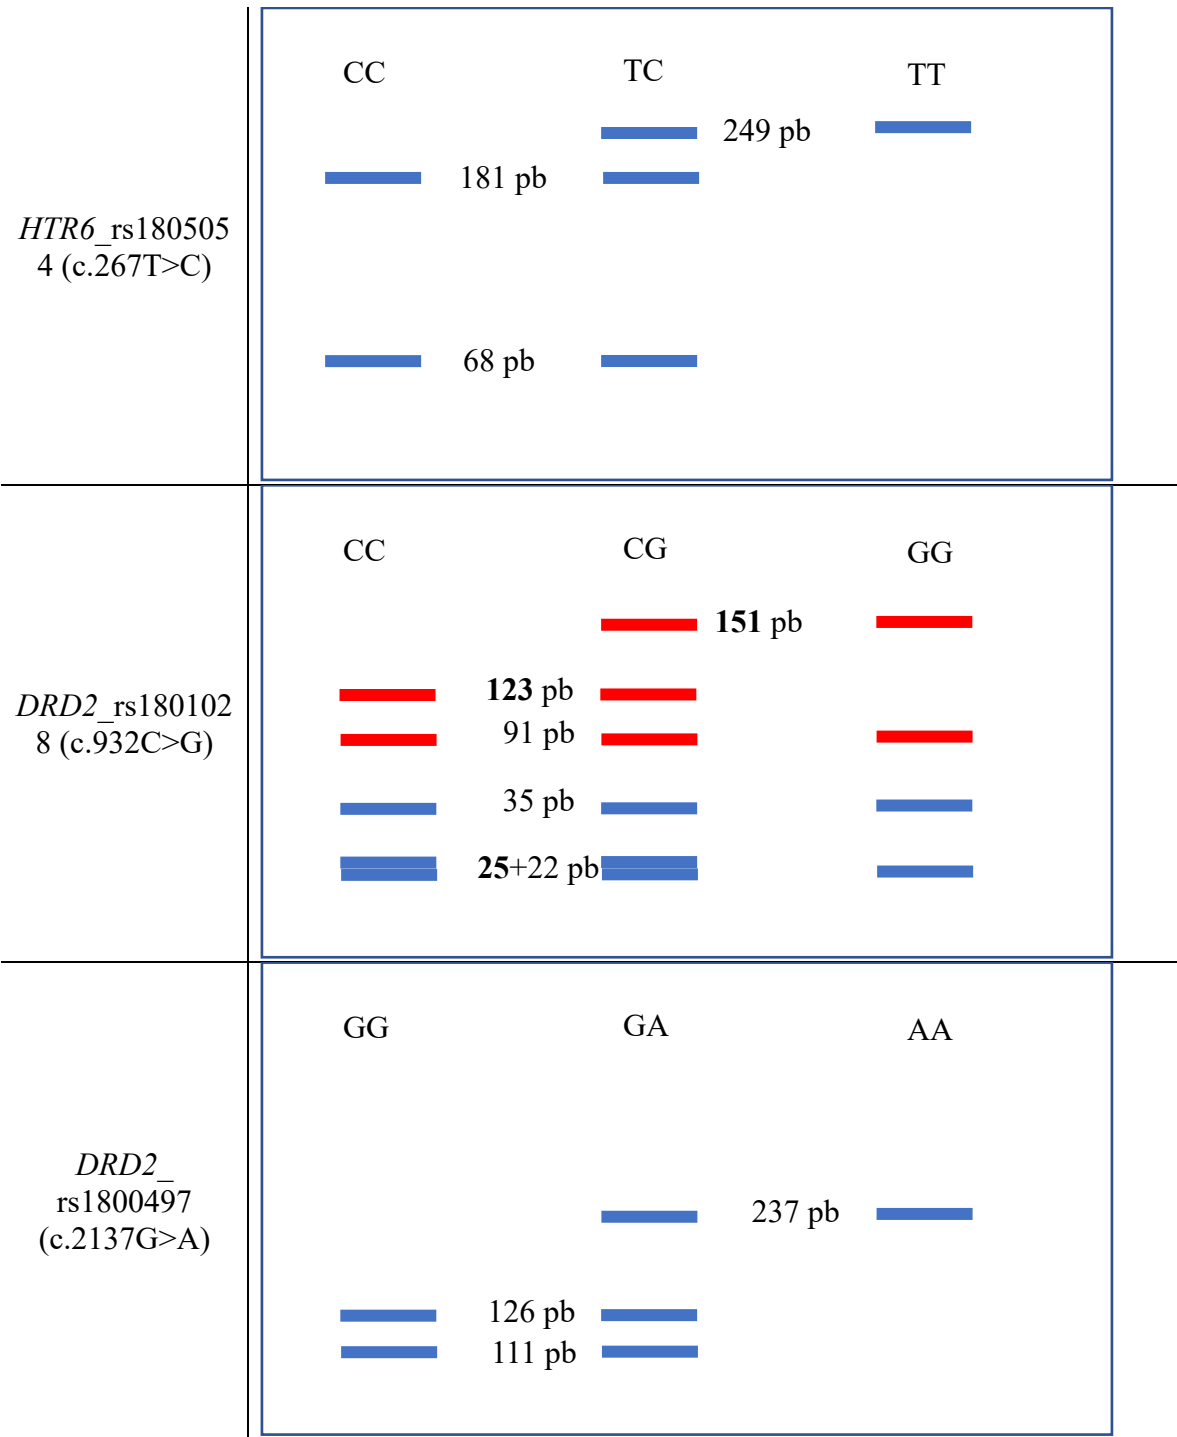 HTR6_rs180505
4 (c.267T>C)
CC
TC
TT
249 pb
181 pb
68 pb
DRD2_rs180102
8 (c.932C>G)
CC
CG
GG
151 pb
123 pb
91 pb
35 pb
25+22 pb
DRD2_
rs1800497
(c.2137G>A)
GG
GA
AA
237 pb
126 pb
111 pb